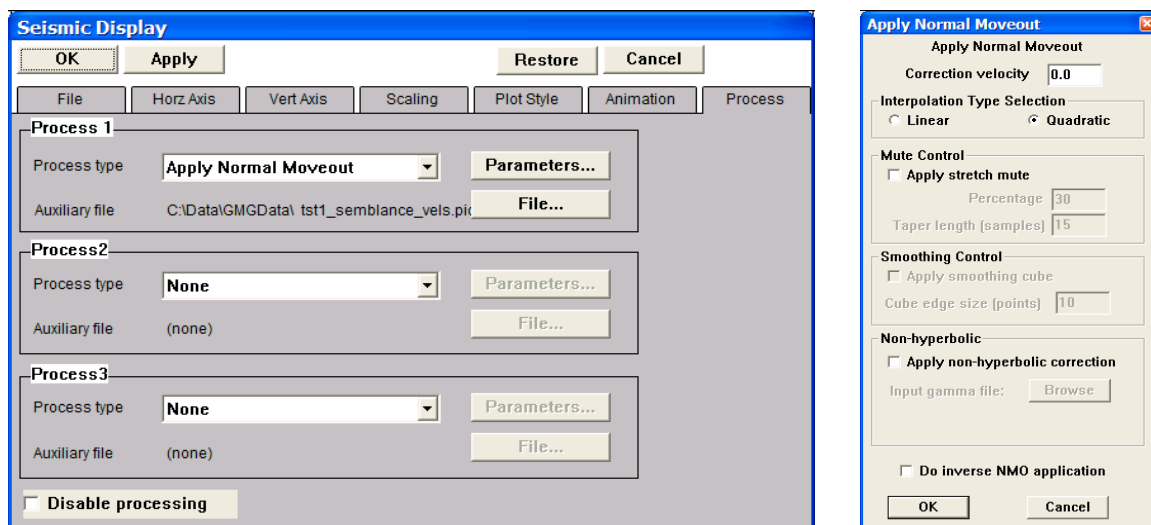 Seismic Display
OK Apply Restore Cancel
File Horz Axis Vert Axis Scaling Plot Style Animation Process
Process 1
Process type Apply Normal Moveout Parameters...
Auxiliary file C:\Data\GMGData\ tst1_semblance_vels.pic File...
Process2
Process type None Parameters...
Auxiliary file (none) File...
Process3
Process type None Parameters...
Auxiliary file (none) File...
Disable processing
Apply Normal Moveout
Apply Normal Moveout
Correction velocity 0.0
Interpolation Type Selection
Linear Quadratic
Mute Control
Apply stretch mute
Percentage 30
Taper length (samples) 15
Smoothing Control
Apply smoothing cube
Cube edge size (points) 10
Non-hyperbolic
Apply non-hyperbolic correction
Input gamma file: Browse
Do inverse NMO application
OK Cancel